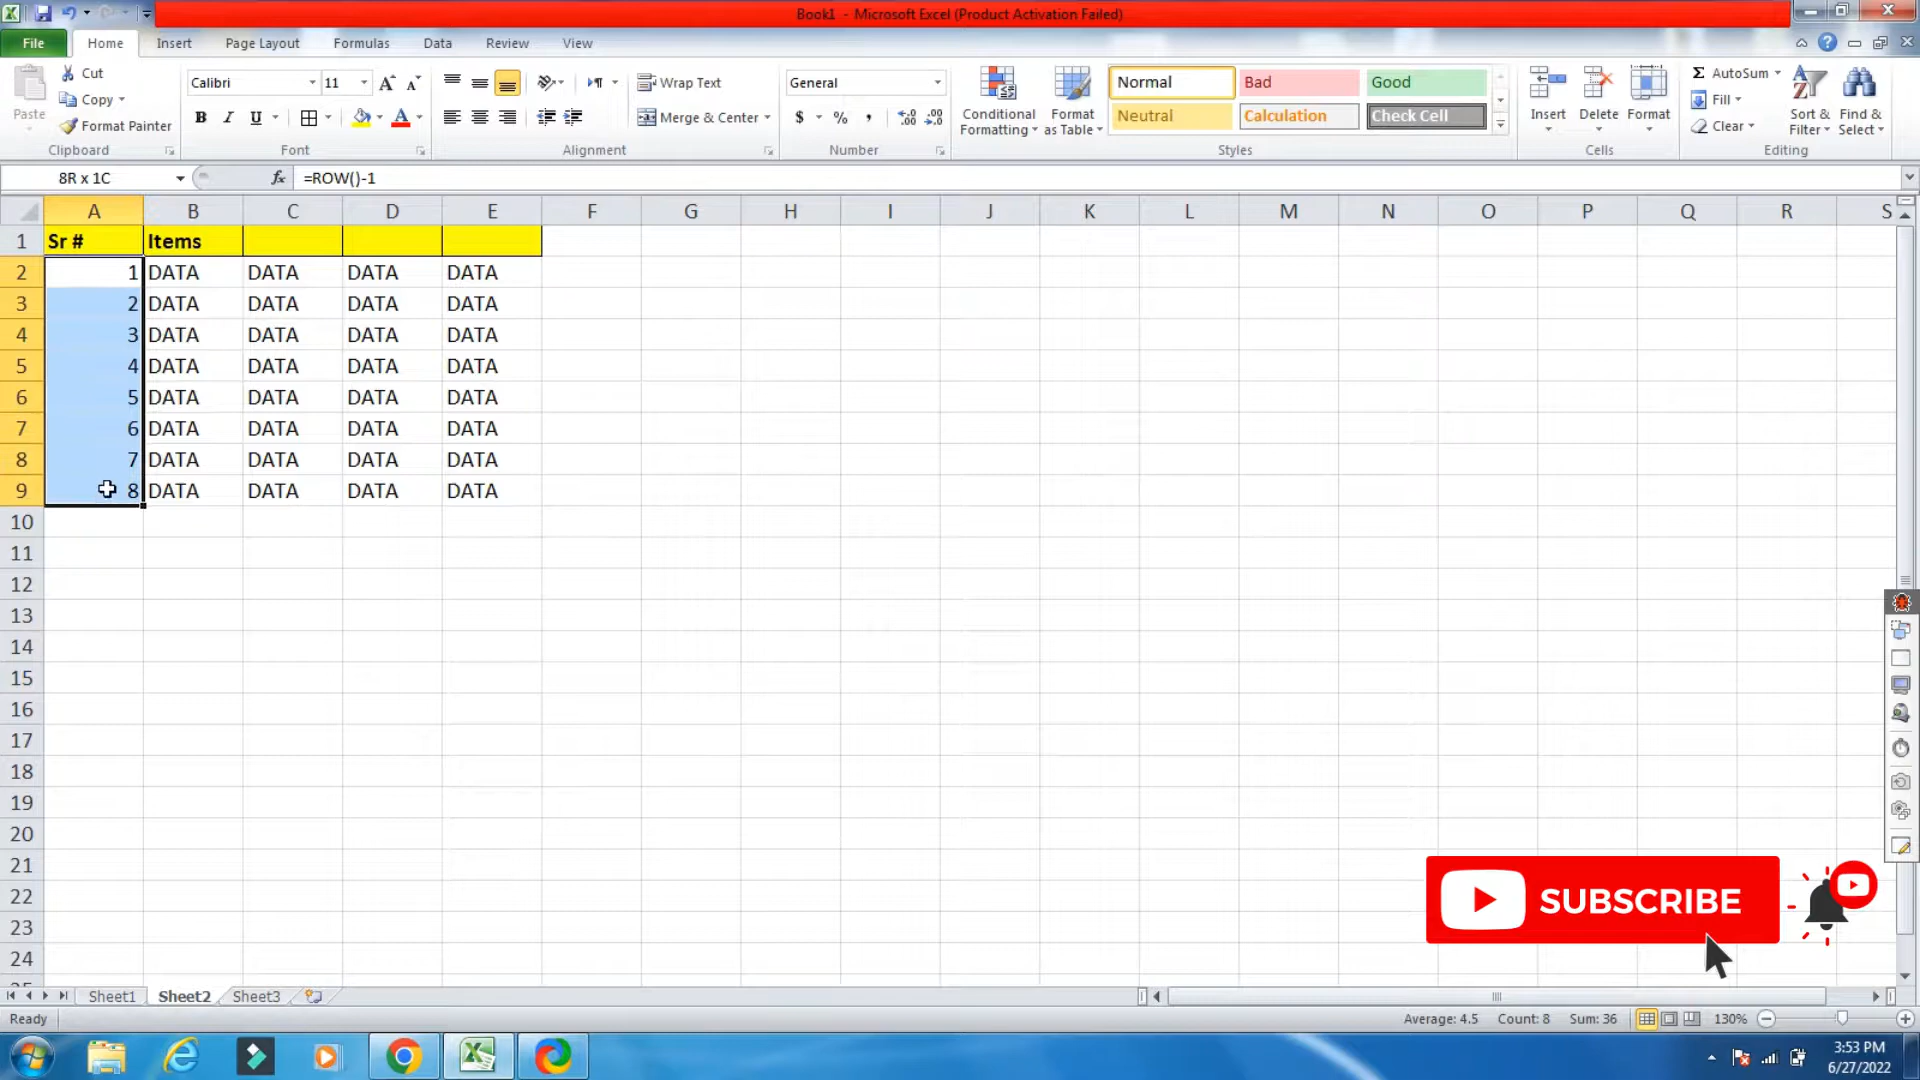 Book1 - Microsoft Excel (Product Activation Failed)
File Home Insert Page Layout Formulas Data Review View
Paste Cut Copy Format Painter
Calibri 11
Wrap Text
Merge & Center
General
Conditional Formatting
Format as Table
Normal Bad Good
Neutral Calculation Check Cell
Insert Delete Format
AutoSum Fill Clear
Sort & Filter
Find & Select
Clipboard Font Alignment Number Styles Cells Editing
8R x 1C fx =ROW()-1
A B C D E F G H I J K L M N O P Q R S
1 Sr # Items
2 1 DATA DATA DATA DATA
3 2 DATA DATA DATA DATA
4 3 DATA DATA DATA DATA
5 4 DATA DATA DATA DATA
6 5 DATA DATA DATA DATA
7 6 DATA DATA DATA DATA
8 7 DATA DATA DATA DATA
9 8 DATA DATA DATA DATA
10
11
12
13
14
15
16
17
18
19
20
21
22
23
24
SUBSCRIBE
Sheet1 Sheet2 Sheet3
Ready Average: 4.5 Count: 8 Sum: 36 130%
3:53 PM
6/27/2022